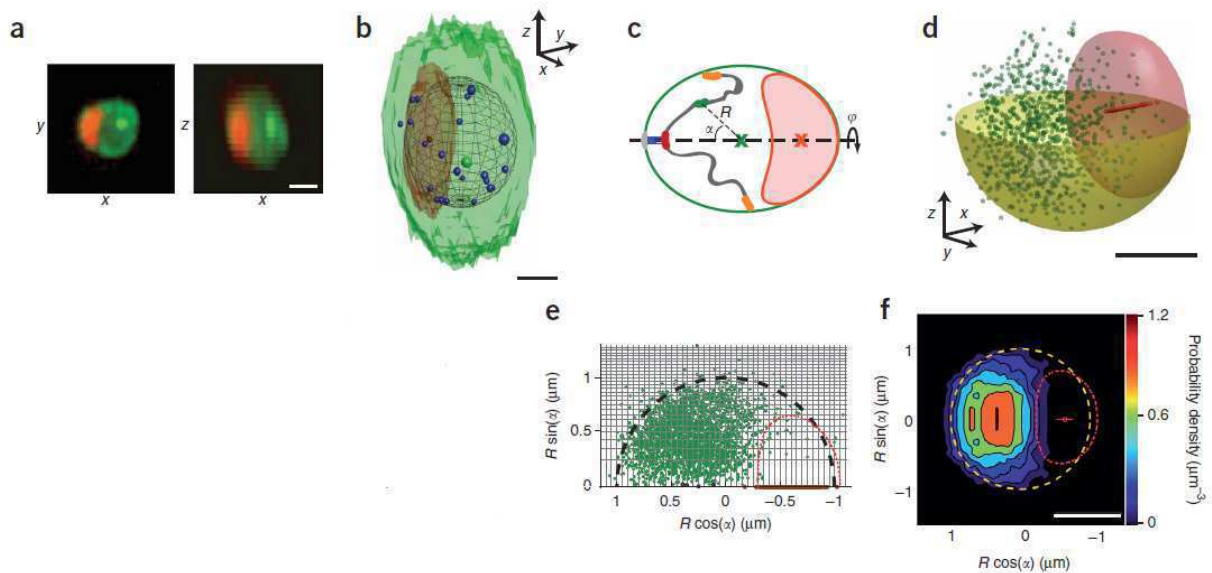 a
y
x
z
x
b
z
y
x
c
R
α
φ
d
z
x
y
e
R sin(α) (μm)
1
0.5
0
1
0.5
0
−0.5
−1
R cos(α) (μm)
f
R sin(α) (μm)
1
0
−1
1
0
−1
R cos(α) (μm)
1.2
0.6
0
Probability density (μm⁻³)